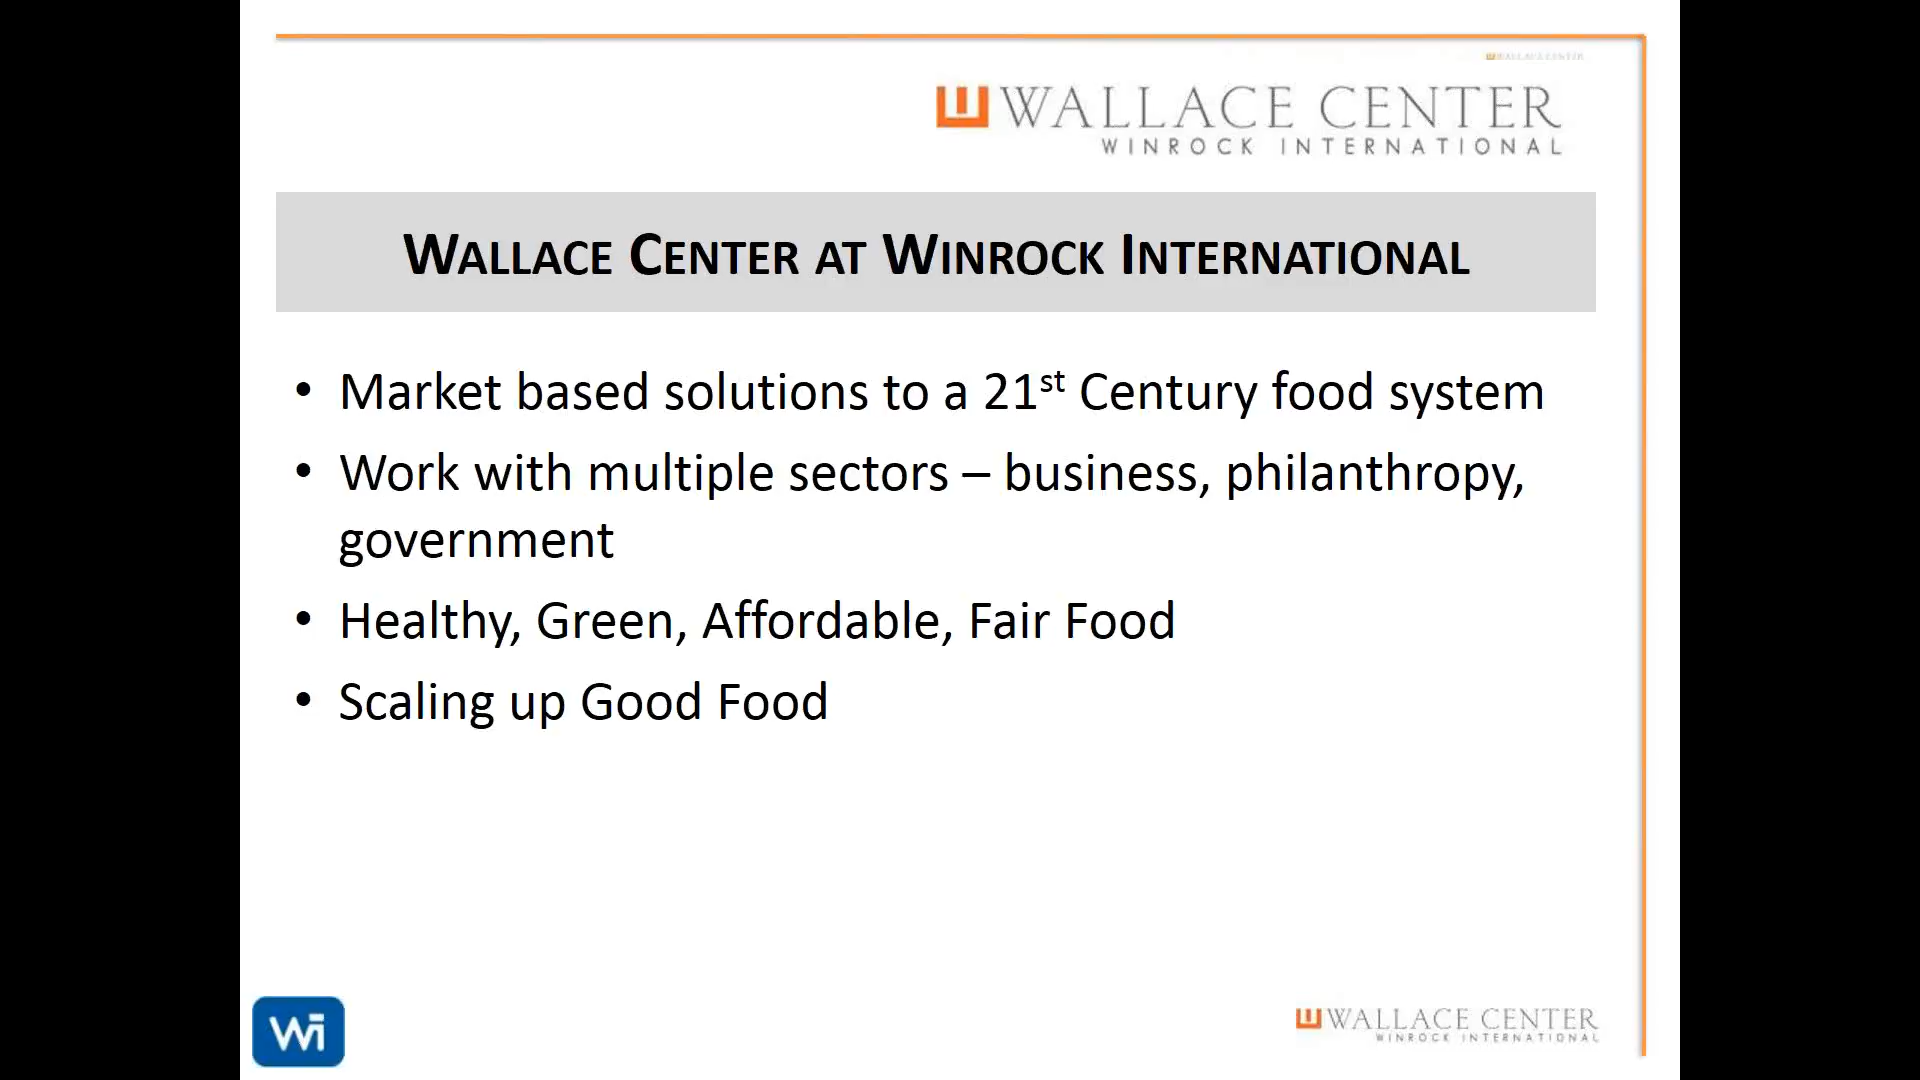 WALLACE CENTER
WALLACE CENTER
WINROCK INTERNATIONAL
WALLACE CENTER AT WINROCK INTERNATIONAL
• Market based solutions to a 21st Century food system
• Work with multiple sectors – business, philanthropy,
government
• Healthy, Green, Affordable, Fair Food
• Scaling up Good Food
Wi
WALLACE CENTER
WINROCK INTERNATIONAL